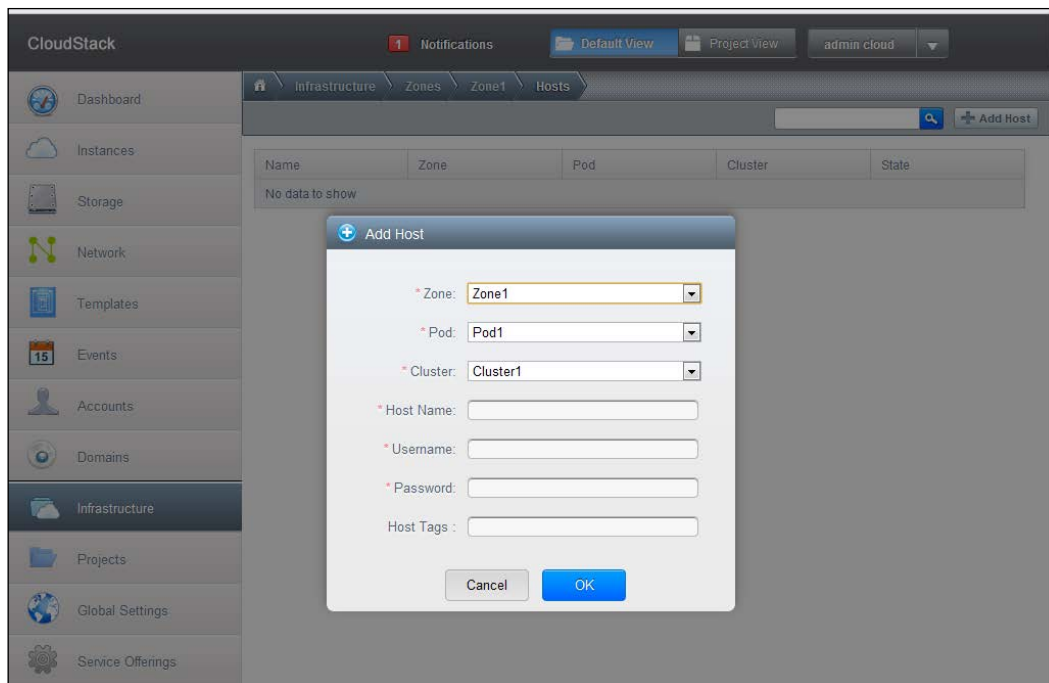 CloudStack
1 Notifications
Default View
Project View
admin cloud
Infrastructure Zones Zone1 Hosts
Add Host
Dashboard
Instances
Storage
Network
Templates
15 Events
Accounts
Domains
Infrastructure
Projects
Global Settings
Service Offerings
Name Zone Pod Cluster State
No data to show
Add Host
* Zone: Zone1
* Pod: Pod1
* Cluster: Cluster1
* Host Name:
* Username:
* Password:
Host Tags :
Cancel OK